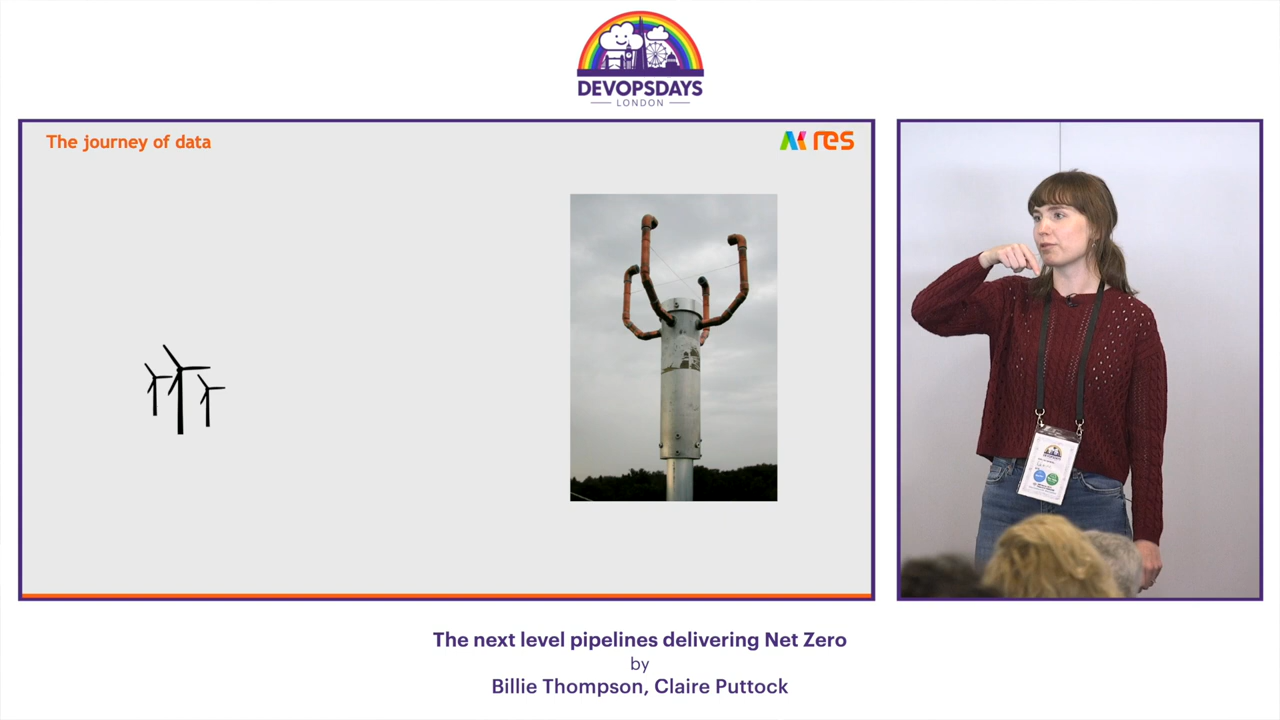 DEVOPSDAYS
LONDON
The journey of data
res
The next level pipelines delivering Net Zero
by
Billie Thompson, Claire Puttock